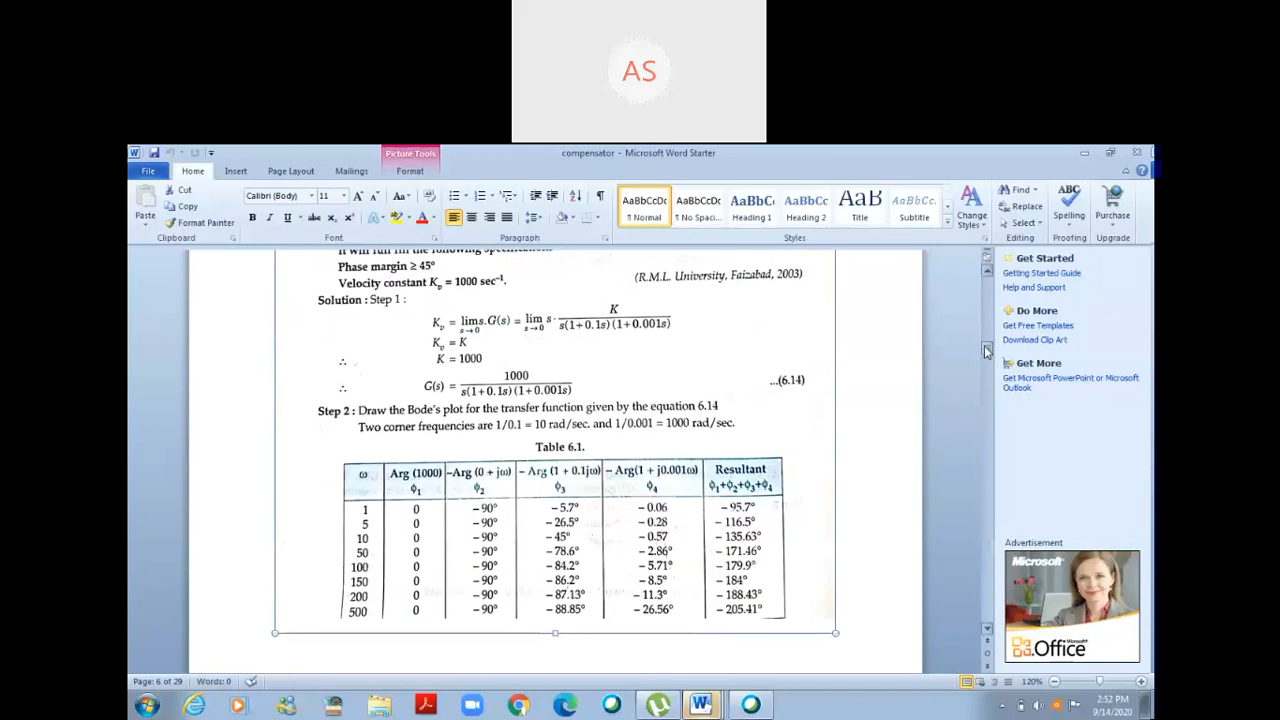 AS
Picture Tools
compensator - Microsoft Word Starter
File Home Insert Page Layout Mailings Format
Paste
Cut
Copy
Format Painter
Clipboard
Calibri (Body) 11
Font
Paragraph
AaBbCcDc AaBbCcDc AaBbCc AaBbCc AaB AaBbCc.
¶ Normal ¶ No Spaci... Heading 1 Heading 2 Title Subtitle
Styles
Change Styles
Find
Replace
Select
Editing
Spelling
Proofing
Purchase
Upgrade
Phase margin ≥ 45°
Velocity constant Kv = 1000 sec⁻¹.
(R.M.L. University, Faizabad, 2003)
Solution : Step 1 :
Kv = lim s→0 s.G(s) = lim s→0 s · K / s(1+0.1s)(1+0.001s)
Kv = K
∴ K = 1000
∴ G(s) = 1000 / s(1+0.1s)(1+0.001s) ...(6.14)
Step 2 : Draw the Bode's plot for the transfer function given by the equation 6.14
Two corner frequencies are 1/0.1 = 10 rad/sec. and 1/0.001 = 1000 rad/sec.
Table 6.1.
ω Arg (1000) –Arg (0 + jω) – Arg (1 + 0.1jω) – Arg(1 + j0.001ω) Resultant
ϕ1 ϕ2 ϕ3 ϕ4 ϕ1+ϕ2+ϕ3+ϕ4
1 0 – 90° – 5.7° – 0.06 – 95.7°
5 0 – 90° – 26.5° – 0.28 – 116.5°
10 0 – 90° – 45° – 0.57 – 135.63°
50 0 – 90° – 78.6° – 2.86° – 171.46°
100 0 – 90° – 84.2° – 5.71° – 179.9°
150 0 – 90° – 86.2° – 8.5° – 184°
200 0 – 90° – 87.13° – 11.3° – 188.43°
500 0 – 90° – 88.85° – 26.56° – 205.41°
Get Started
Getting Started Guide
Help and Support
Do More
Get Free Templates
Download Clip Art
Get More
Get Microsoft PowerPoint or Microsoft
Outlook
Advertisement
Microsoft
Office
Page: 6 of 29 Words: 0
120%
2:52 PM
9/14/2020